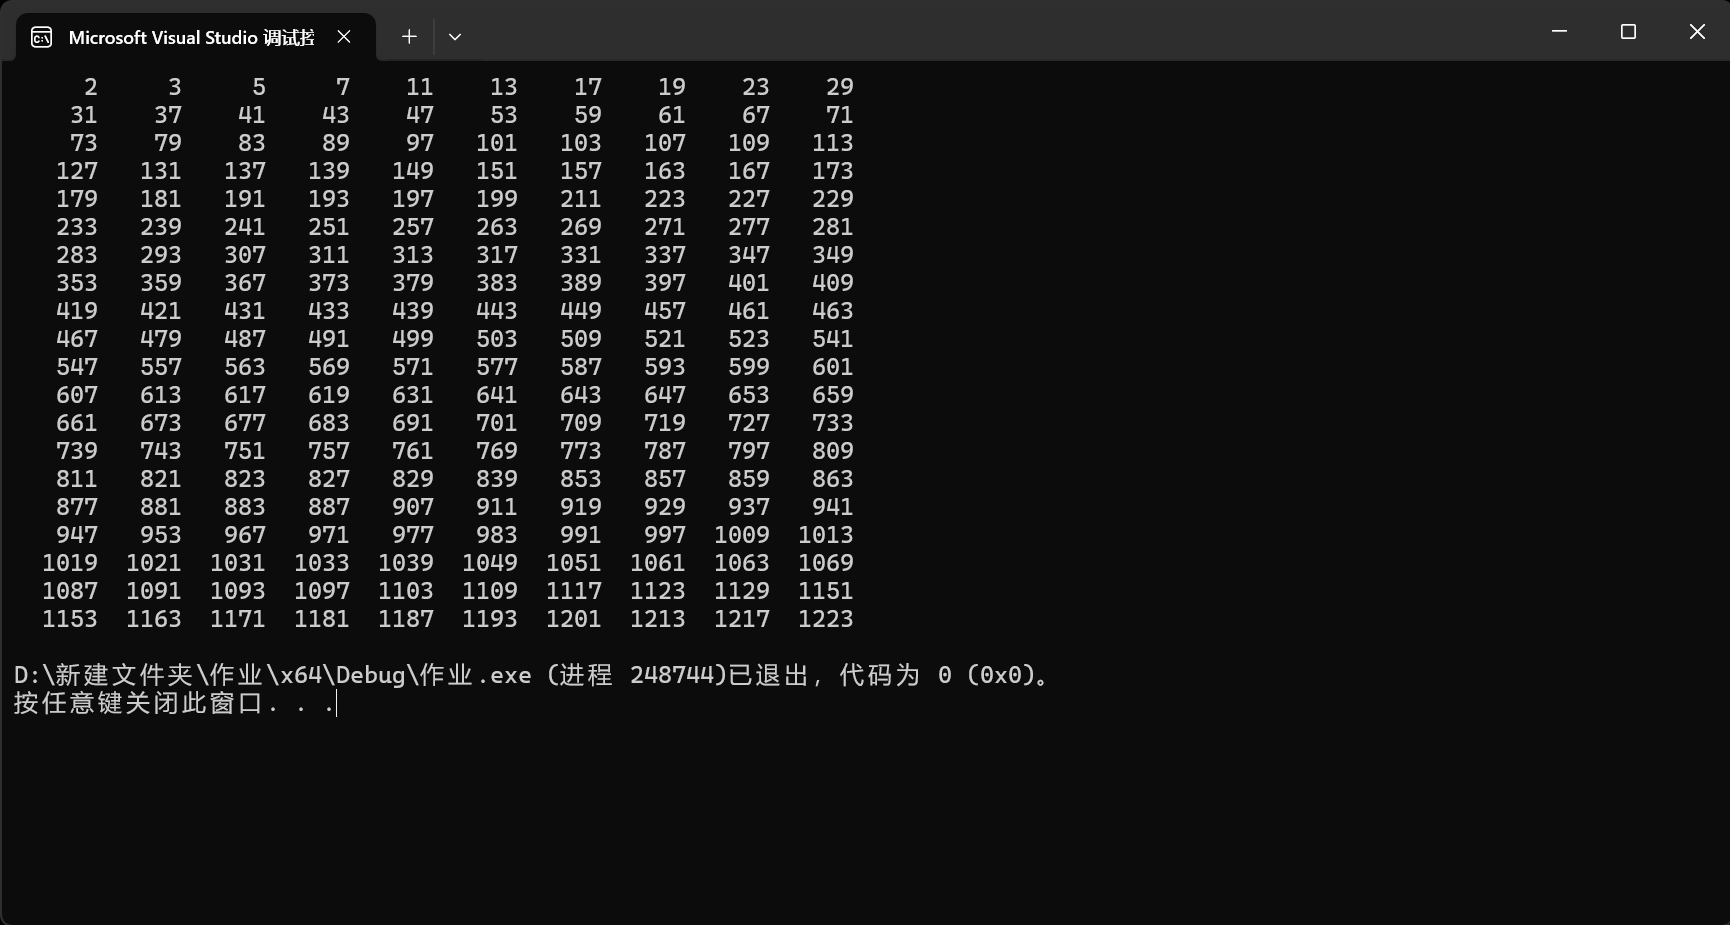 Microsoft Visual Studio 调试控
2 3 5 7 11 13 17 19 23 29
31 37 41 43 47 53 59 61 67 71
73 79 83 89 97 101 103 107 109 113
127 131 137 139 149 151 157 163 167 173
179 181 191 193 197 199 211 223 227 229
233 239 241 251 257 263 269 271 277 281
283 293 307 311 313 317 331 337 347 349
353 359 367 373 379 383 389 397 401 409
419 421 431 433 439 443 449 457 461 463
467 479 487 491 499 503 509 521 523 541
547 557 563 569 571 577 587 593 599 601
607 613 617 619 631 641 643 647 653 659
661 673 677 683 691 701 709 719 727 733
739 743 751 757 761 769 773 787 797 809
811 821 823 827 829 839 853 857 859 863
877 881 883 887 907 911 919 929 937 941
947 953 967 971 977 983 991 997 1009 1013
1019 1021 1031 1033 1039 1049 1051 1061 1063 1069
1087 1091 1093 1097 1103 1109 1117 1123 1129 1151
1153 1163 1171 1181 1187 1193 1201 1213 1217 1223
D:\新建文件夹\作业\x64\Debug\作业.exe (进程 248744)已退出，代码为 0 (0x0)。
按任意键关闭此窗口. . .